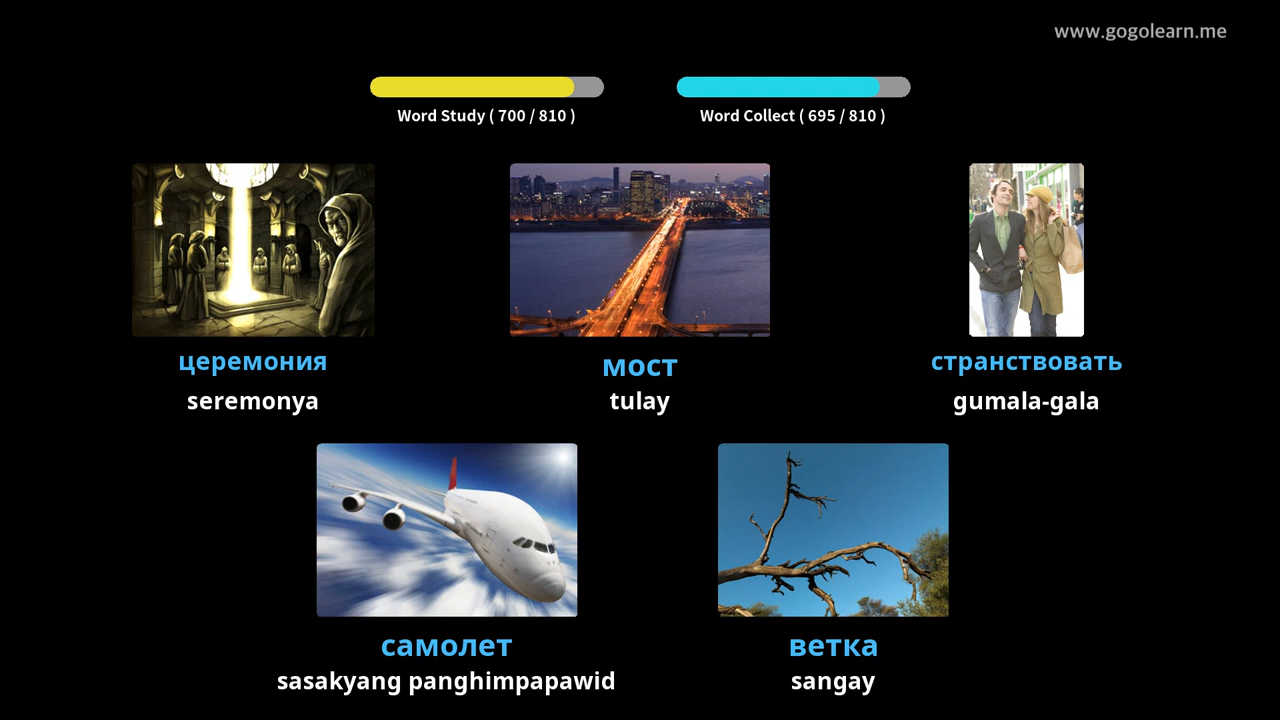 www.gogolearn.me
Word Study ( 700 / 810 )
Word Collect ( 695 / 810 )
церемония
seremonya
мост
tulay
странствовать
gumala-gala
самолет
sasakyang panghimpapawid
ветка
sangay